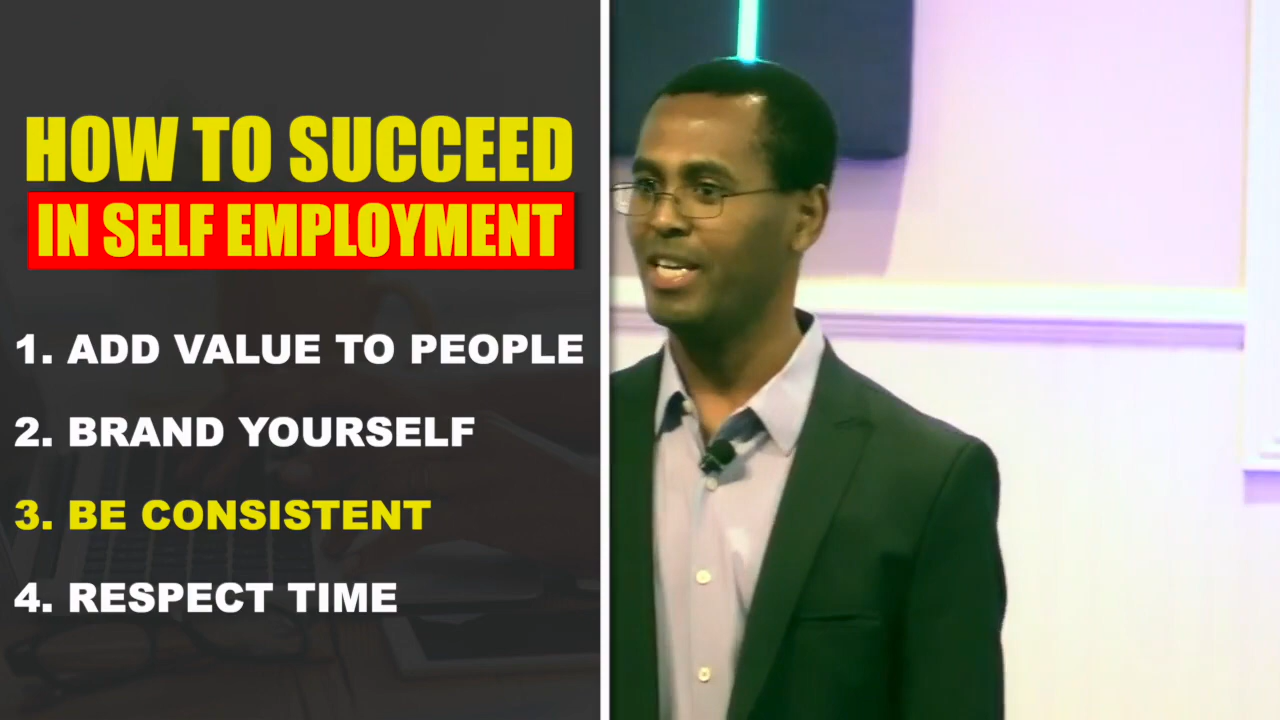 HOW TO SUCCEED
IN SELF EMPLOYMENT
1. ADD VALUE TO PEOPLE
2. BRAND YOURSELF
3. BE CONSISTENT
4. RESPECT TIME